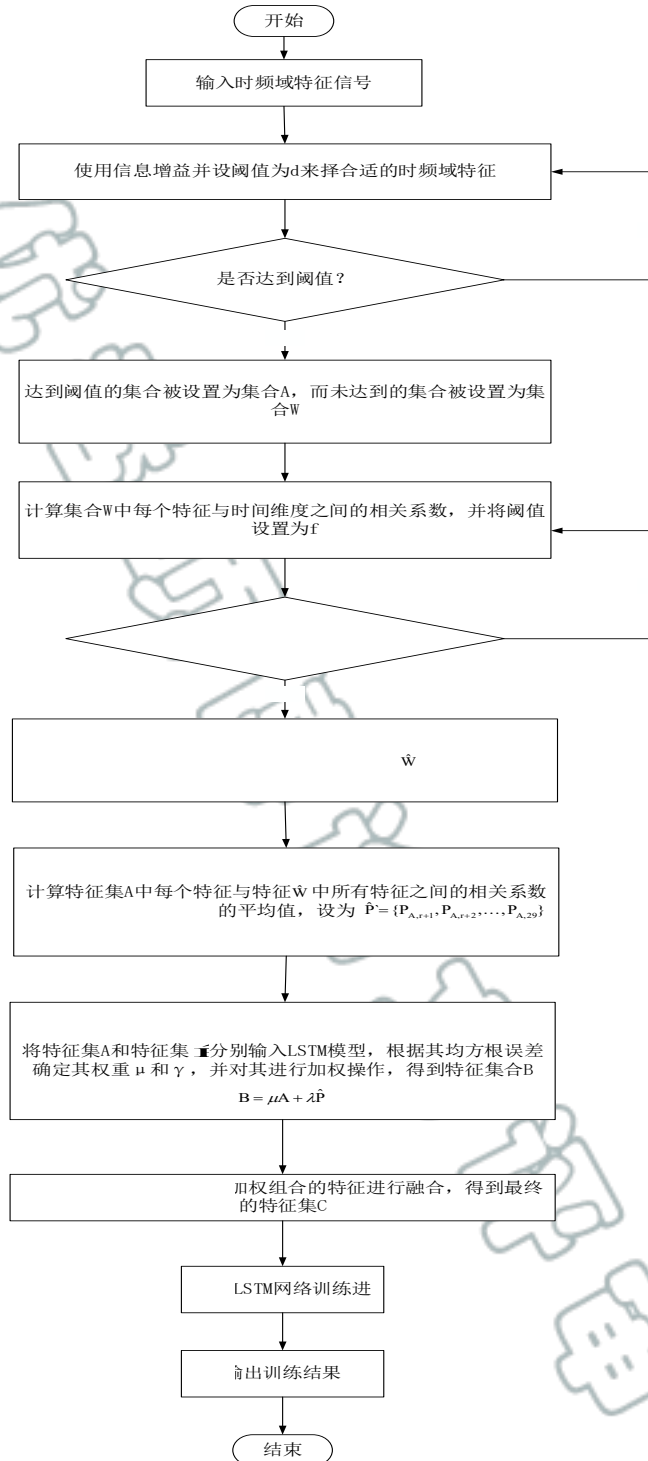 开始
输入时频域特征信号
使用信息增益并设阈值为d来择合适的时频域特征
是否达到阈值？
达到阈值的集合被设置为集合A，而未达到的集合被设置为集
合W
计算集合W中每个特征与时间维度之间的相关系数，并将阈值
设置为f
Ŵ
计算特征集A中每个特征与特征Ŵ 中所有特征之间的相关系数
的平均值，设为 P̂={P_{A,r+1},P_{A,r+2},...,P_{A,29}}
将特征集A和特征集 分别输入LSTM模型，根据其均方根误差
确定其权重μ和γ，并对其进行加权操作，得到特征集合B
B = μA + λP̂
加权组合的特征进行融合，得到最终
的特征集C
LSTM网络训练进
输出训练结果
结束